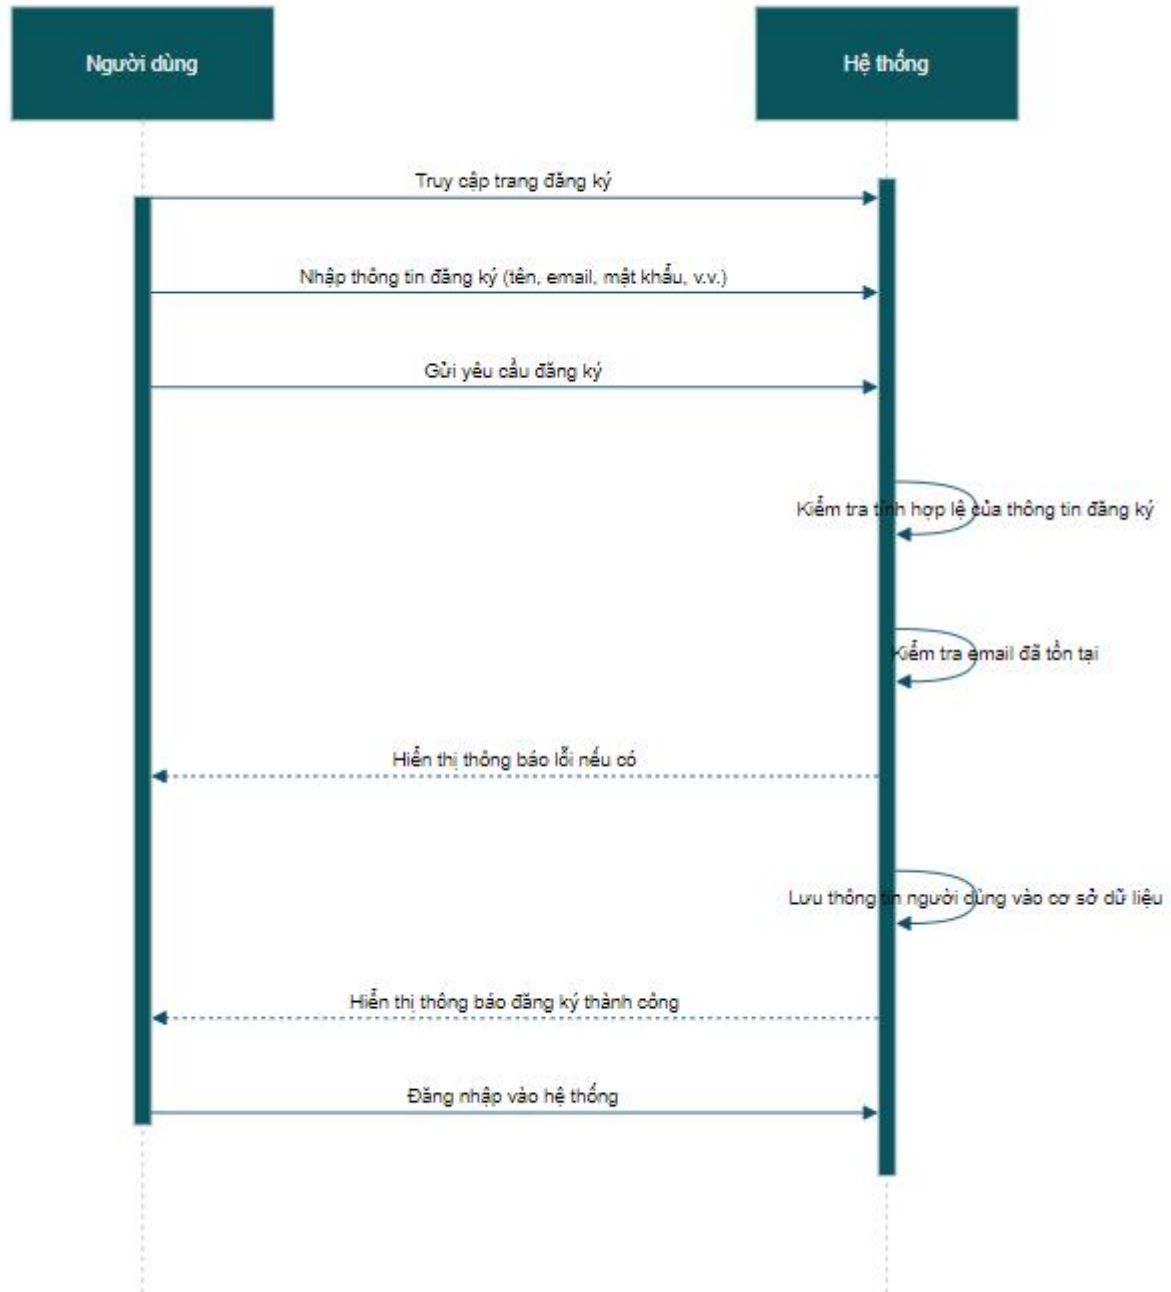 Người dùng
Hệ thống
Truy cập trang đăng ký
Nhập thông tin đăng ký (tên, email, mật khẩu, v.v.)
Gửi yêu cầu đăng ký
Kiểm tra tính hợp lệ của thông tin đăng ký
Kiểm tra email đã tồn tại
Hiển thị thông báo lỗi nếu có
Lưu thông tin người dùng vào cơ sở dữ liệu
Hiển thị thông báo đăng ký thành công
Đăng nhập vào hệ thống